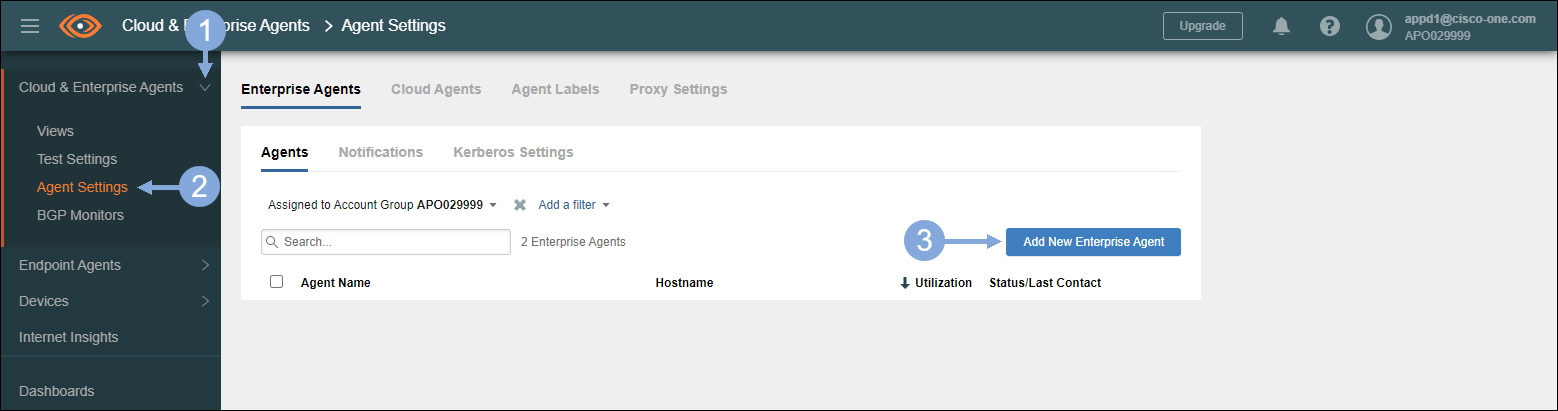 Cloud & Enterprise Agents > Agent Settings
1
Upgrade
?
appd1@cisco-one.com
APO029999
Cloud & Enterprise Agents
Views
Test Settings
Agent Settings
2
BGP Monitors
Endpoint Agents
Devices
Internet Insights
Dashboards
Enterprise Agents Cloud Agents Agent Labels Proxy Settings
Agents Notifications Kerberos Settings
Assigned to Account Group APO029999 Add a filter
Search... 2 Enterprise Agents
3
Add New Enterprise Agent
Agent Name Hostname Utilization Status/Last Contact